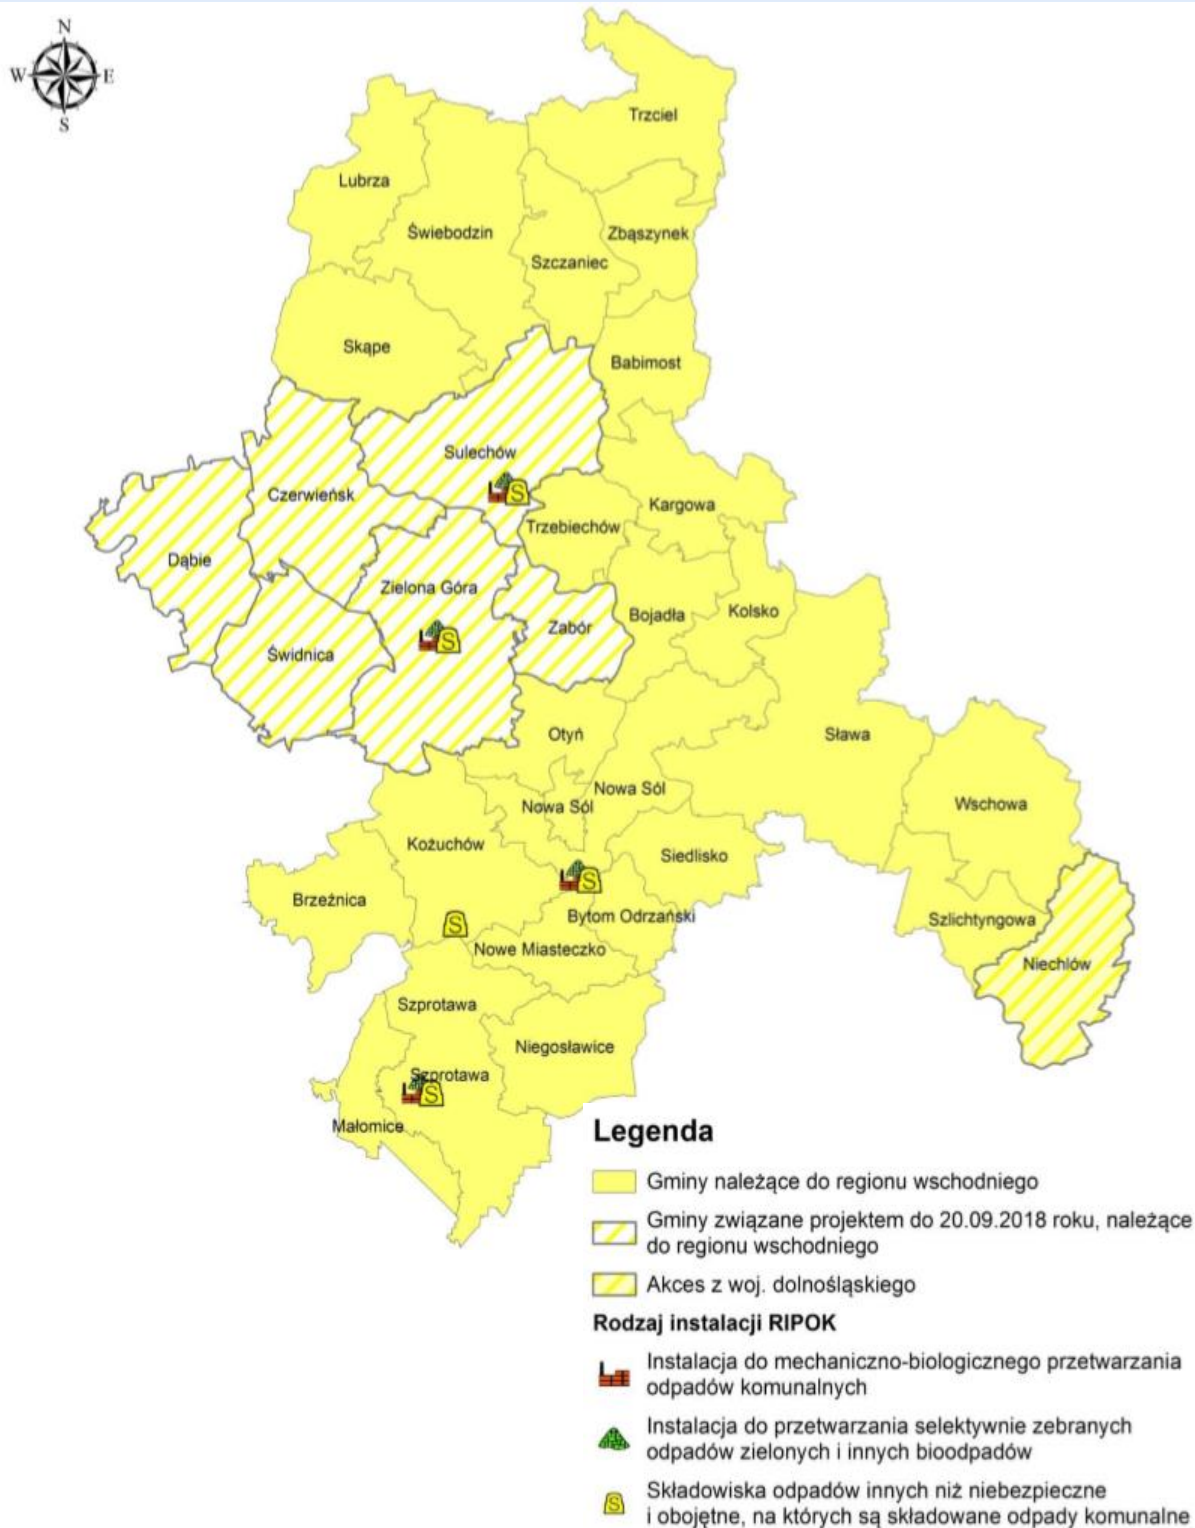 N
W E
S
Trzciel
Lubrza
Świebodzin
Zbąszynek
Szczaniec
Skąpe
Babimost
Sulechów
Czerwieńsk
Kargowa
S
Trzebiechów
Dąbie
Zielona Góra
Bojadła
Kolsko
Zabór
S
Świdnica
Otyń
Sława
Nowa Sól
Nowa Sól
Wschowa
Kożuchów
Siedlisko
S
Brzeźnica
Bytom Odrzański
Szlichtyngowa
S
Nowe Miasteczko
Niechlów
Szprotawa
Niegosławice
Szprotawa
S
Małomice
Legenda
Gminy należące do regionu wschodniego
Gminy związane projektem do 20.09.2018 roku, należące
do regionu wschodniego
Akces z woj. dolnośląskiego
Rodzaj instalacji RIPOK
Instalacja do mechaniczno-biologicznego przetwarzania
odpadów komunalnych
Instalacja do przetwarzania selektywnie zebranych
odpadów zielonych i innych bioodpadów
S
Składowiska odpadów innych niż niebezpieczne
i obojętne, na których są składowane odpady komunalne